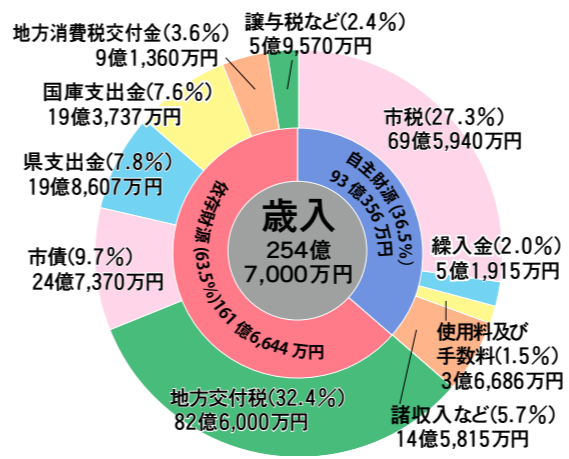 地方消費税交付金(3.6%)
9億1,360万円
譲与税など(2.4%)
5億9,570万円
国庫支出金(7.6%)
19億3,737万円
市税(27.3%)
69億5,940万円
県支出金(7.8%)
19億8,607万円
自主財源(36.5%)
93億356万円
依存財源(63.5%)161億6,644万円
歳入
254億
7,000万円
繰入金(2.0%)
5億1,915万円
市債(9.7%)
24億7,370万円
使用料及び
手数料(1.5%)
3億6,686万円
地方交付税(32.4%)
82億6,000万円
諸収入など(5.7%)
14億5,815万円